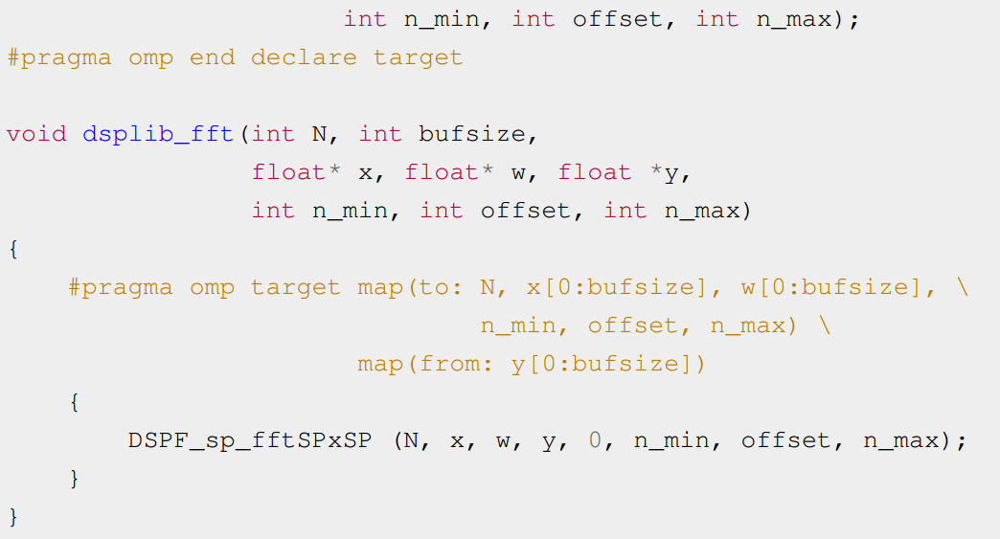 int n_min, int offset, int n_max);
#pragma omp end declare target
void dsplib_fft(int N, int bufsize,
float* x, float* w, float *y,
int n_min, int offset, int n_max)
{
#pragma omp target map(to: N, x[0:bufsize], w[0:bufsize], \
n_min, offset, n_max) \
map(from: y[0:bufsize])
{
DSPF_sp_fftSPxSP (N, x, w, y, 0, n_min, offset, n_max);
}
}